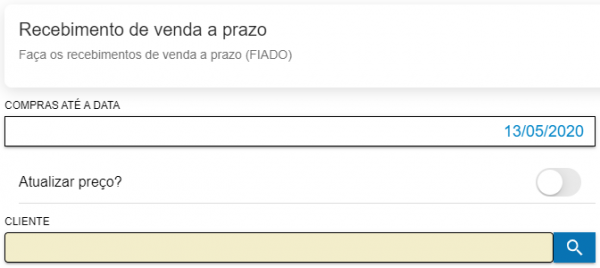 Recebimento de venda a prazo
Faça os recebimentos de venda a prazo (FIADO)
COMPRAS ATÉ A DATA
13/05/2020
Atualizar preço?
CLIENTE